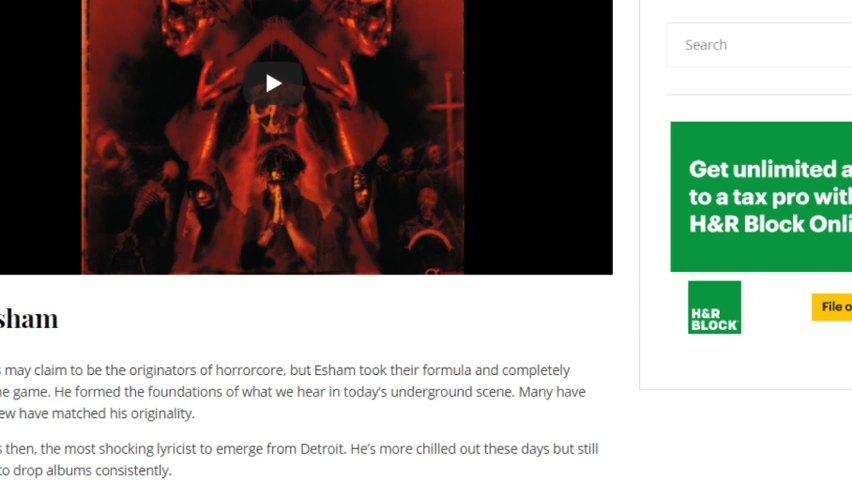 sham
may claim to be the originators of horrorcore, but Esham took their formula and completely
game. He formed the foundations of what we hear in today's underground scene. Many have
have matched his originality.
then, the most shocking lyricist to emerge from Detroit. He's more chilled out these days but still
to drop albums consistently.
Search
Get unlimited a
to a tax pro with
H&R Block Onli
H&R
BLOCK
File o